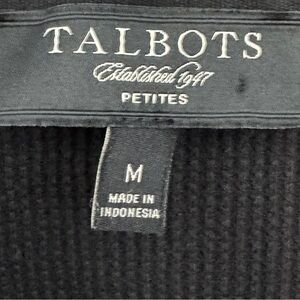 TALBOTS
Established 1947
PETITES
M
MADE IN
INDONESIA